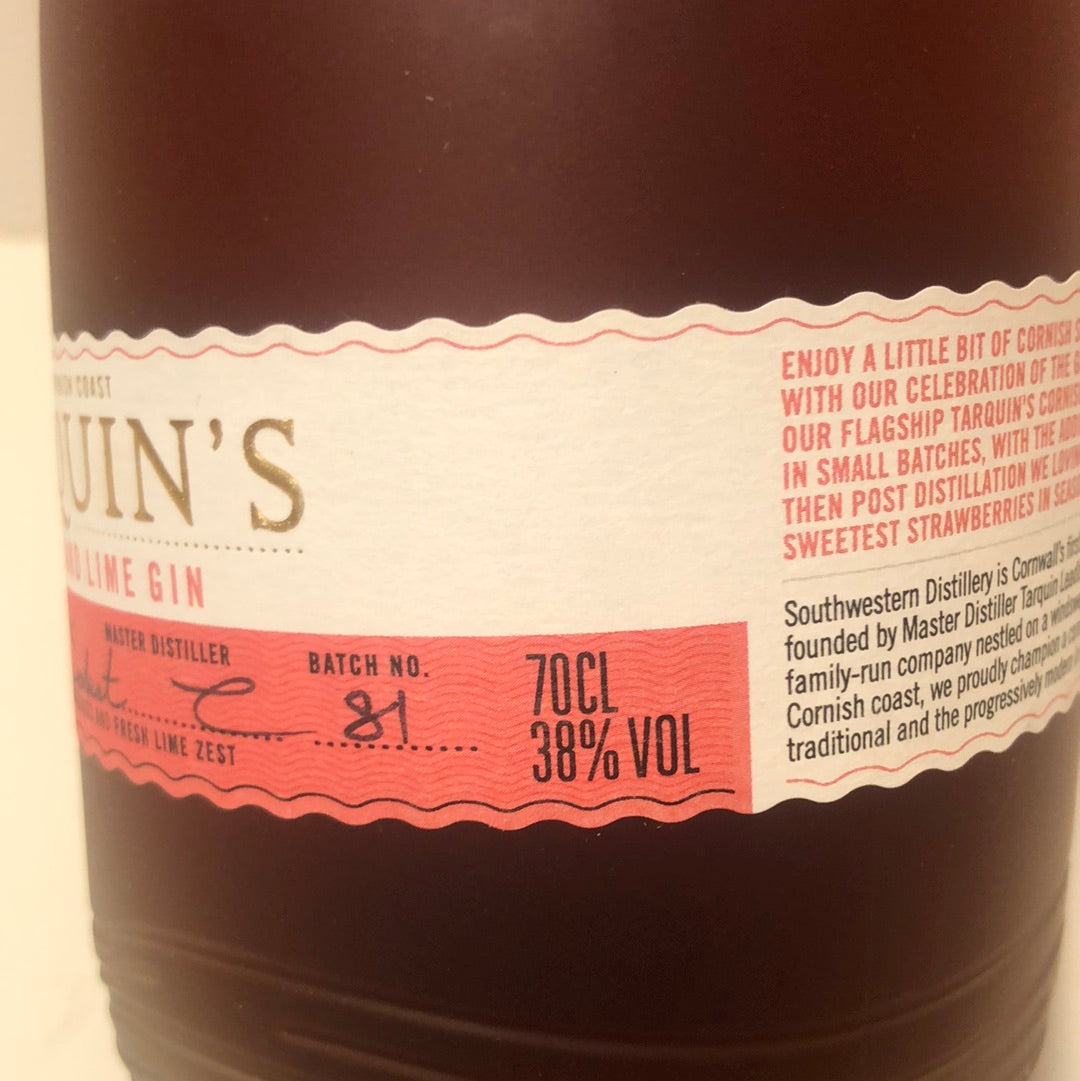 COAST
QUIN'S
LIME GIN
MASTER DISTILLER
AND FRESH LIME ZEST
BATCH NO.
81
70CL
38% VOL
ENJOY A LITTLE BIT OF CORNISH
WITH OUR CELEBRATION OF THE
OUR FLAGSHIP TARQUIN'S CORNIS
IN SMALL BATCHES, WITH THE
THEN POST DISTILLATION WE
SWEETEST STRAWBERRIES IN
Southwestern Distillery is Cornwall's
founded by Master Distiller Tarquin
family-run company nestled on a
Cornish coast, we proudly champion a
traditional and the progressively